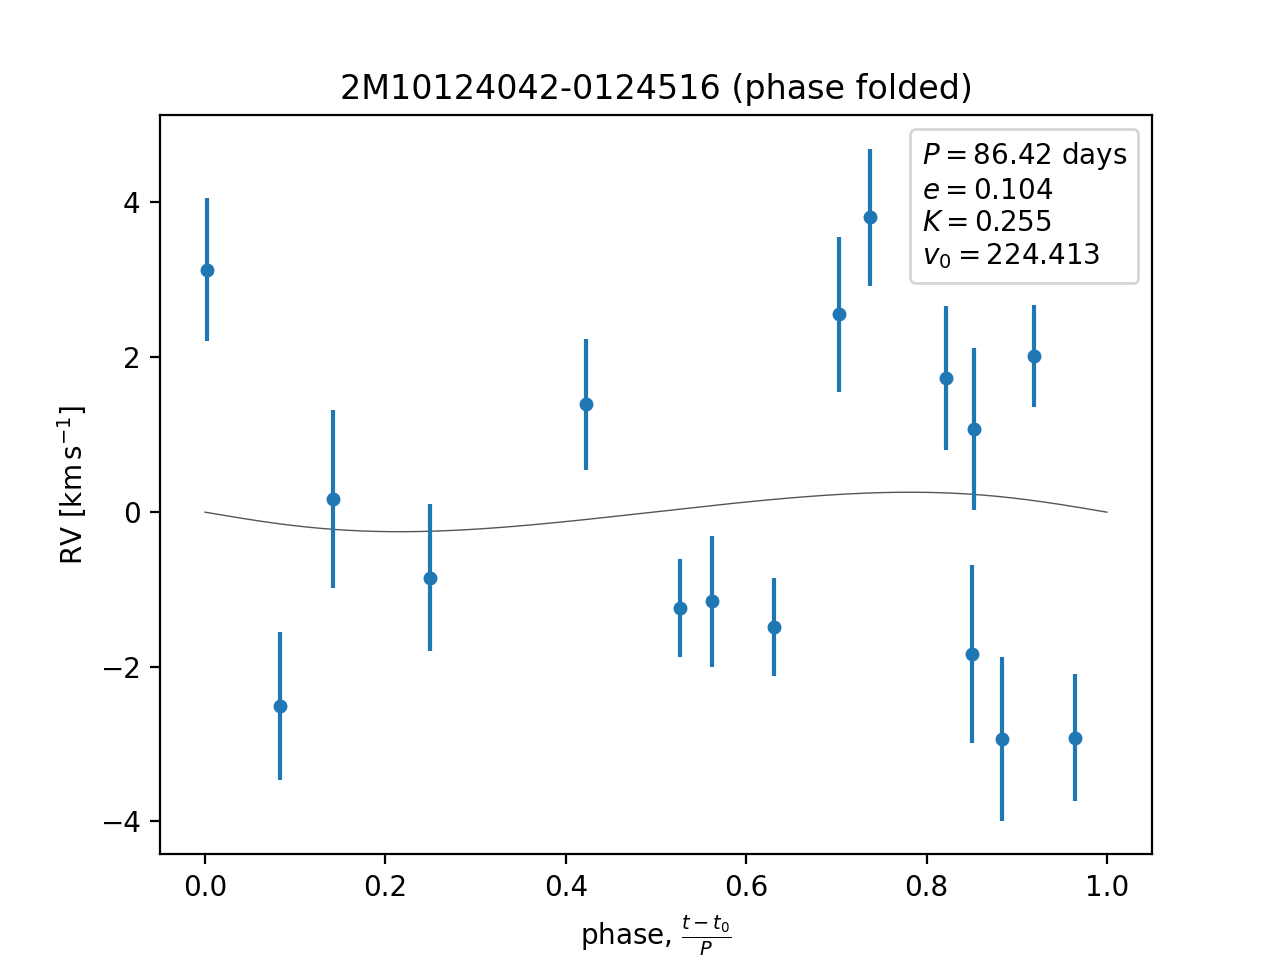 2M10124042-0124516 (phase folded)
P = 86.42 days
e = 0.104
K = 0.255
v₀ = 224.413
4
2
0
−2
−4
RV [km s⁻¹]
0.0 0.2 0.4 0.6 0.8 1.0
phase, (t − t₀)/P